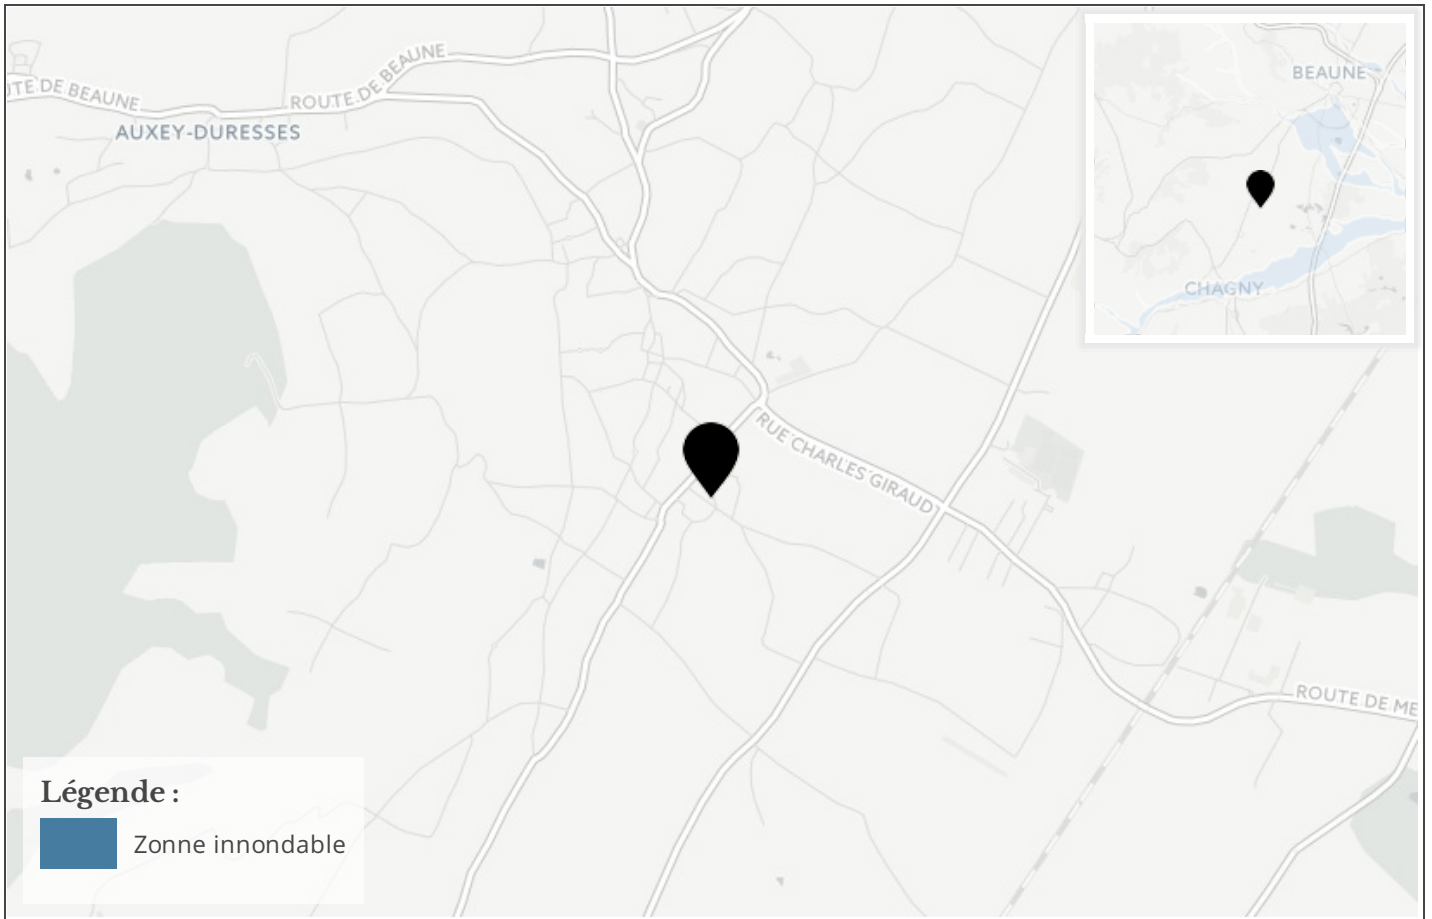 BEAUNE
UTE DE BEAUNE
ROUTE DE BEAUNE
AUXEY-DURESSES
CHAGNY
RUE CHARLES GIRAUD
ROUTE DE ME
Légende :
Zonne innondable